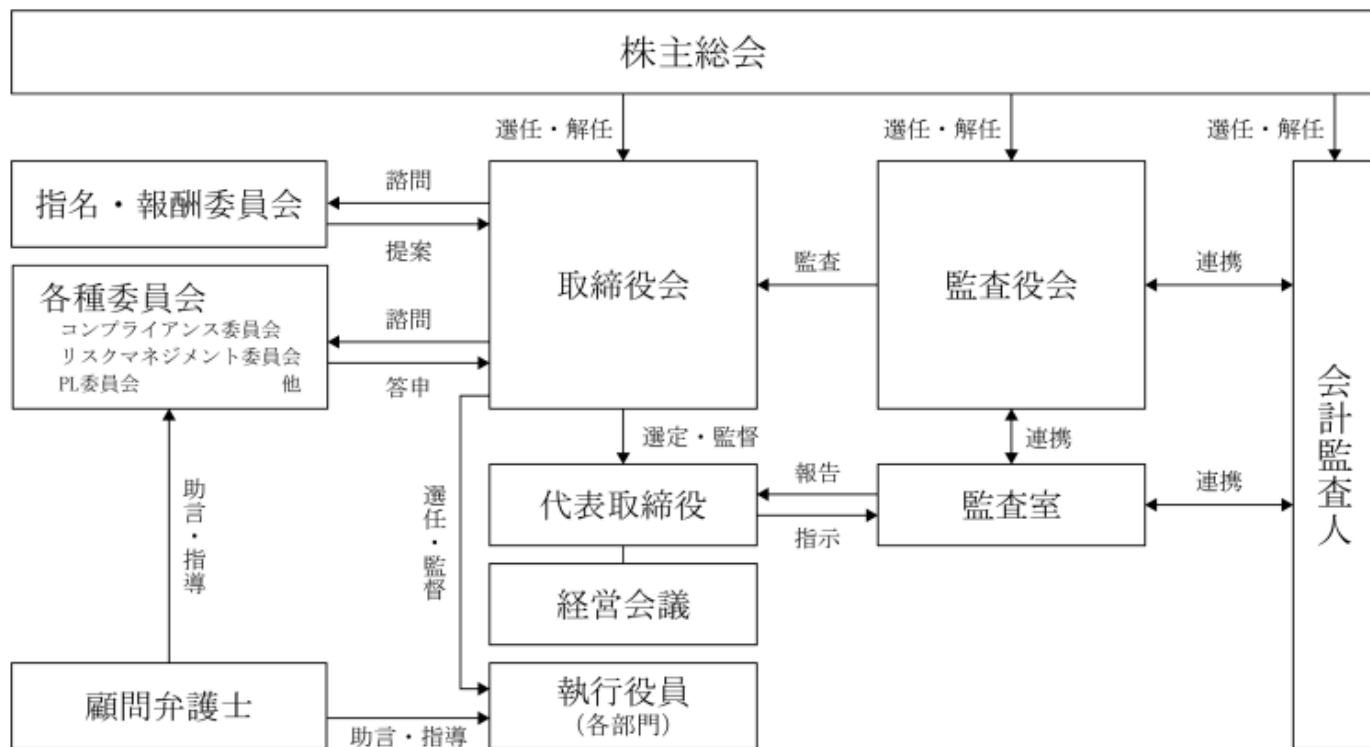 株主総会
選任・解任
選任・解任
選任・解任
指名・報酬委員会
諮問
提案
取締役会
監査
監査役会
連携
各種委員会
コンプライアンス委員会
リスクマネジメント委員会
PL委員会 他
諮問
答申
会計監査人
選定・監督
連携
助言・指導
選任・監督
代表取締役
報告
指示
監査室
連携
経営会議
顧問弁護士
助言・指導
執行役員
(各部門)